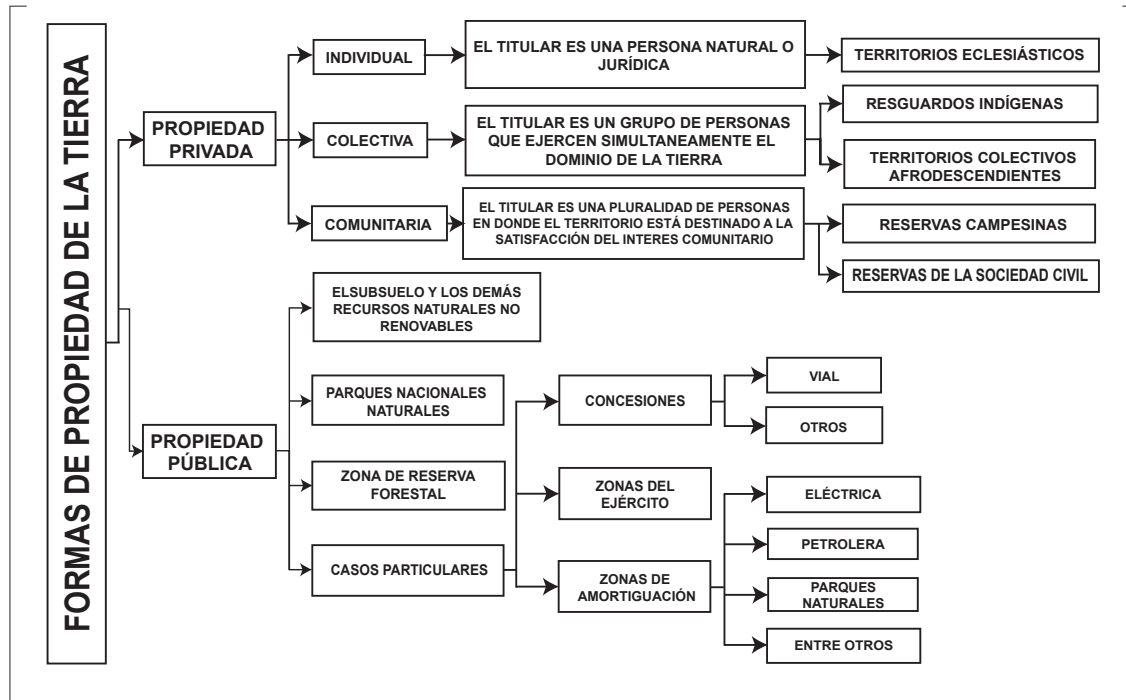 FORMAS DE PROPIEDAD DE LA TIERRA
PROPIEDAD
PRIVADA
INDIVIDUAL
EL TITULAR ES UNA PERSONA NATURAL O
JURÍDICA
TERRITORIOS ECLESIÁSTICOS
COLECTIVA
EL TITULAR ES UN GRUPO DE PERSONAS
QUE EJERCEN SIMULTANEAMENTE EL
DOMINIO DE LA TIERRA
RESGUARDOS INDÍGENAS
TERRITORIOS COLECTIVOS
AFRODESCENDIENTES
COMUNITARIA
EL TITULAR ES UNA PLURALIDAD DE PERSONAS
EN DONDE EL TERRITORIO ESTÁ DESTINADO A LA
SATISFACCIÓN DEL INTERES COMUNITARIO
RESERVAS CAMPESINAS
RESERVAS DE LA SOCIEDAD CIVIL
PROPIEDAD
PÚBLICA
ELSUBSUELO Y LOS DEMÁS
RECURSOS NATURALES NO
RENOVABLES
PARQUES NACIONALES
NATURALES
ZONA DE RESERVA
FORESTAL
CASOS PARTICULARES
CONCESIONES
VIAL
OTROS
ZONAS DEL
EJÉRCITO
ZONAS DE
AMORTIGUACIÓN
ELÉCTRICA
PETROLERA
PARQUES
NATURALES
ENTRE OTROS